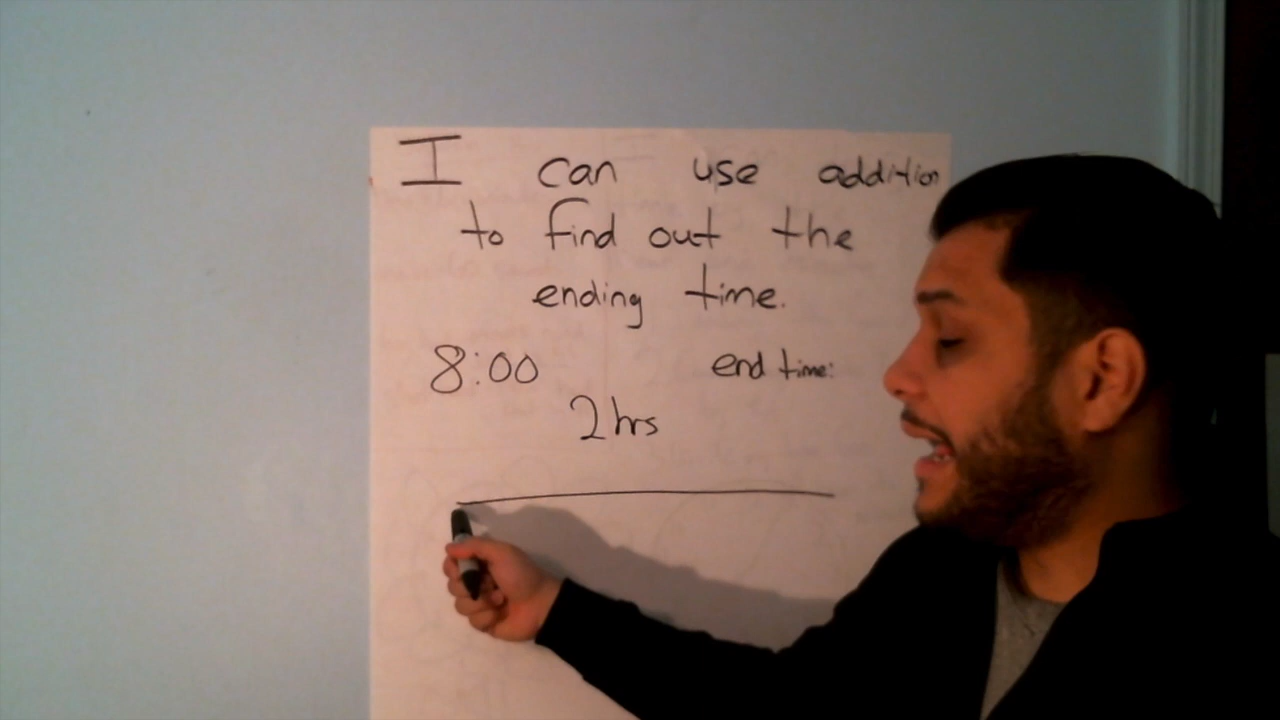 I can use addition
to find out the
ending time.
8:00 end time:
2 hrs